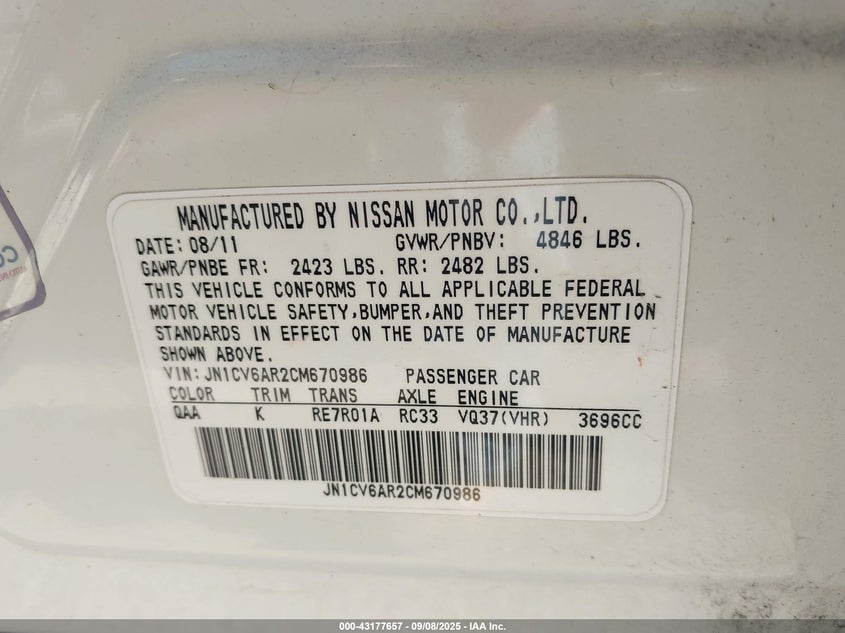 MANUFACTURED BY NISSAN MOTOR CO.,LTD.
DATE: 08/11 GVWR/PNBV: 4846 LBS.
GAWR/PNBE FR: 2423 LBS. RR: 2482 LBS.
THIS VEHICLE CONFORMS TO ALL APPLICABLE FEDERAL
MOTOR VEHICLE SAFETY,BUMPER,AND THEFT PREVENTION
STANDARDS IN EFFECT ON THE DATE OF MANUFACTURE
SHOWN ABOVE.
VIN: JN1CV6AR2CM670986 PASSENGER CAR
COLOR TRIM TRANS AXLE ENGINE
QAA K RE7R01A RC33 VQ37(VHR) 3696CC
JN1CV6AR2CM670986
000-43177657 - 09/08/2025 - IAA Inc.